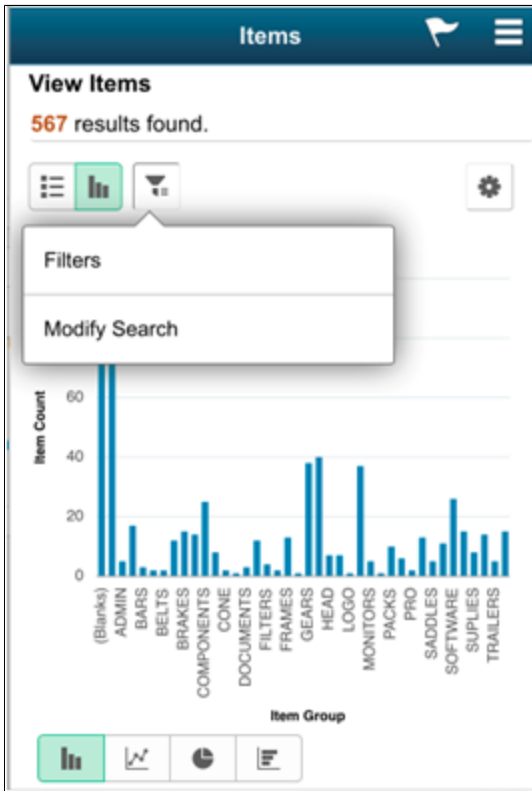 Items
View Items
567 results found.
Filters
Modify Search
60
40
20
0
Item Count
(Blanks)
ADMIN
BARS
BELTS
BRAKES
COMPONENTS
CONE
DOCUMENTS
FILTERS
FRAMES
GEARS
HEAD
LOGO
MONITORS
PACKS
PRO
SADDLES
SOFTWARE
SUPLIES
TRAILERS
Item Group